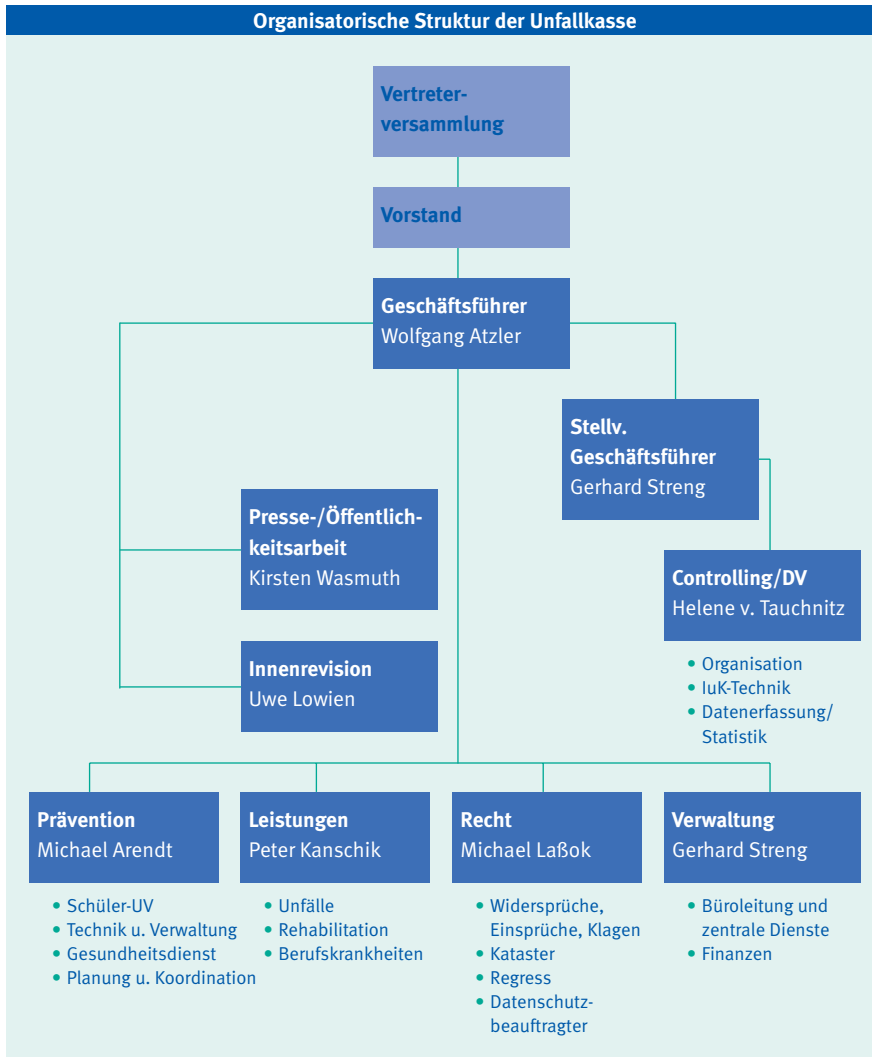 Organisatorische Struktur der Unfallkasse
Vertreter-
versammlung
Vorstand
Geschäftsführer
Wolfgang Atzler
Stellv.
Geschäftsführer
Gerhard Streng
Presse-/Öffentlich-
keitsarbeit
Kirsten Wasmuth
Controlling/DV
Helene v. Tauchnitz
• Organisation
• IuK-Technik
• Datenerfassung/
Statistik
Innenrevision
Uwe Lowien
Prävention
Michael Arendt
• Schüler-UV
• Technik u. Verwaltung
• Gesundheitsdienst
• Planung u. Koordination
Leistungen
Peter Kanschik
• Unfälle
• Rehabilitation
• Berufskrankheiten
Recht
Michael Laßok
• Widersprüche,
Einsprüche, Klagen
• Kataster
• Regress
• Datenschutz-
beauftragter
Verwaltung
Gerhard Streng
• Büroleitung und
zentrale Dienste
• Finanzen